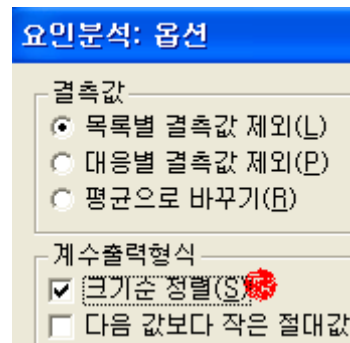 요인분석: 옵션
결측값
목록별 결측값 제외(L)
대응별 결측값 제외(P)
평균으로 바꾸기(R)
계수출력형식
크기순 정렬(S)
다음 값보다 작은 절대값